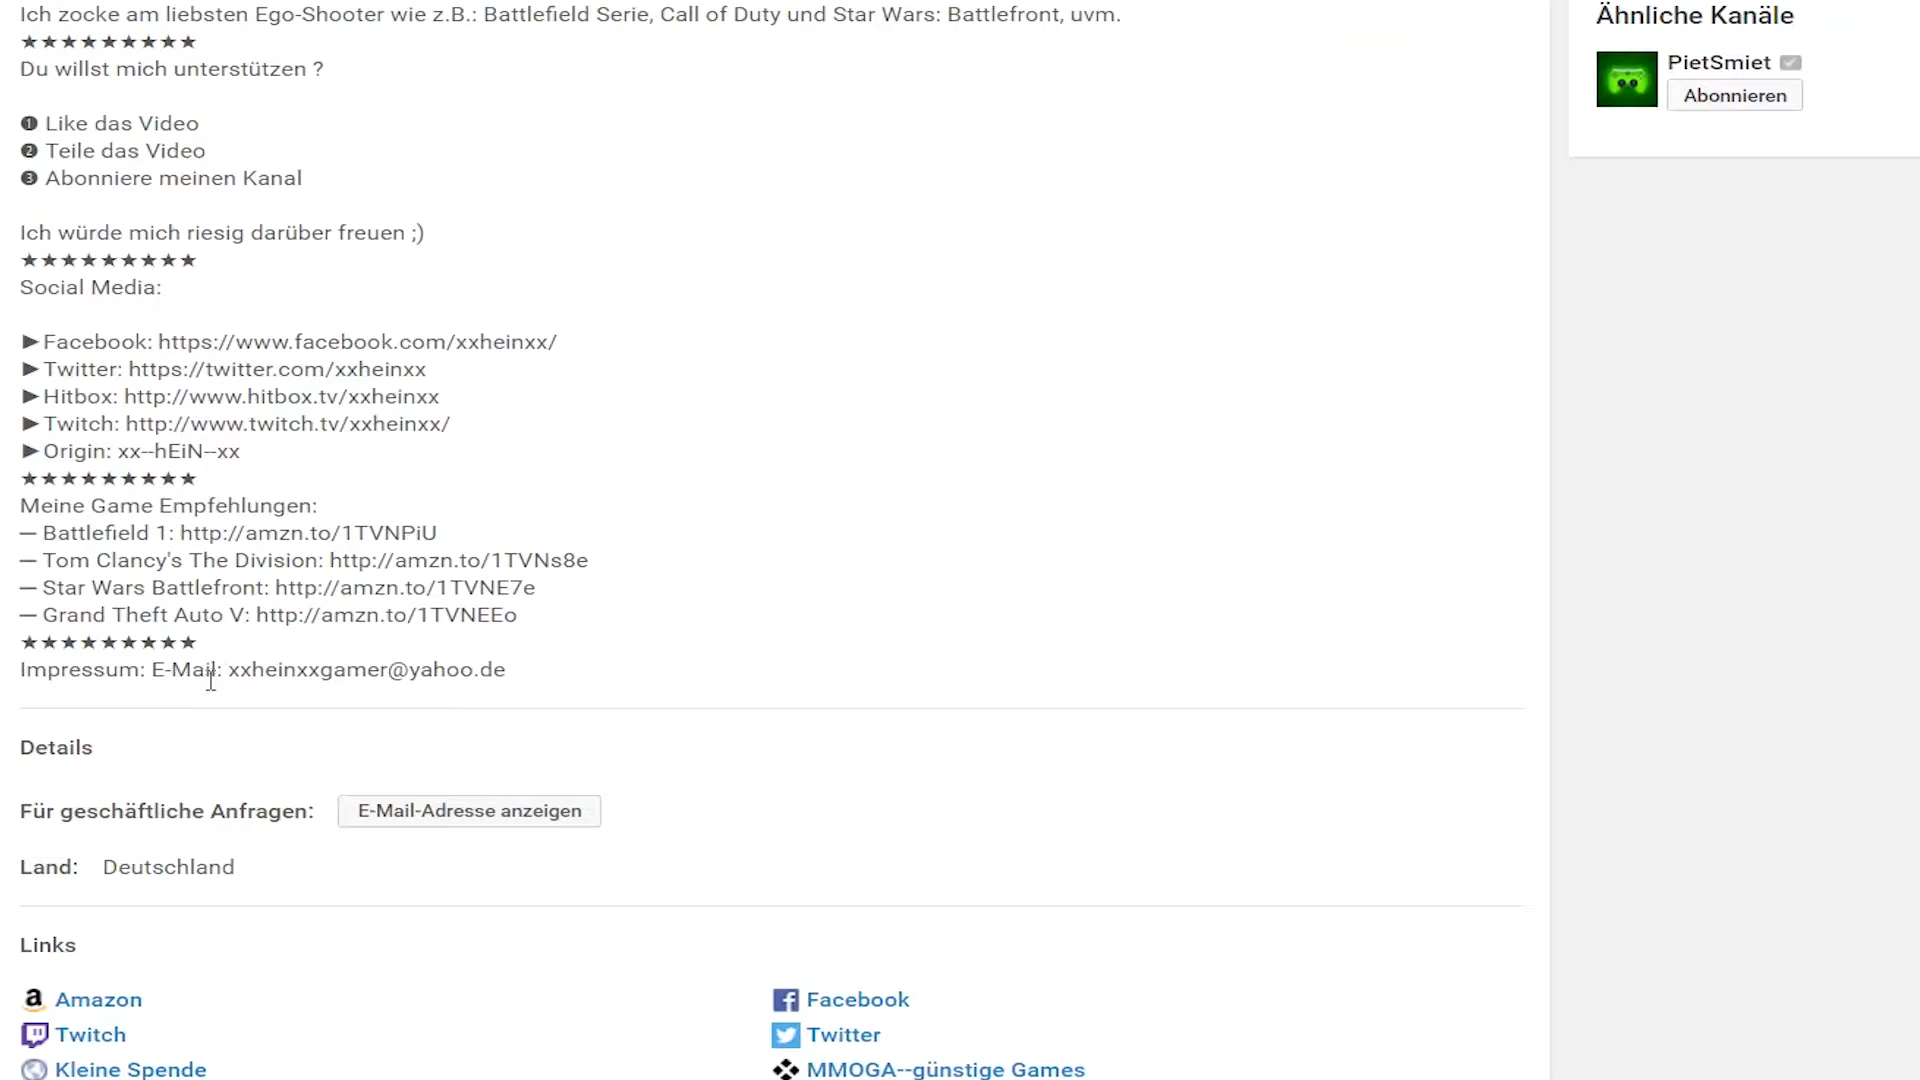 Ich zocke am liebsten Ego-Shooter wie z.B.: Battlefield Serie, Call of Duty und Star Wars: Battlefront, uvm.
★★★★★★★★★
Du willst mich unterstützen ?
❶ Like das Video
❷ Teile das Video
❸ Abonniere meinen Kanal
Ich würde mich riesig darüber freuen ;)
★★★★★★★★★
Social Media:
►Facebook: https://www.facebook.com/xxheinxx/
►Twitter: https://twitter.com/xxheinxx
►Hitbox: http://www.hitbox.tv/xxheinxx
►Twitch: http://www.twitch.tv/xxheinxx/
►Origin: xx--hEiN--xx
★★★★★★★★★
Meine Game Empfehlungen:
— Battlefield 1: http://amzn.to/1TVNPiU
— Tom Clancy's The Division: http://amzn.to/1TVNs8e
— Star Wars Battlefront: http://amzn.to/1TVNE7e
— Grand Theft Auto V: http://amzn.to/1TVNEEo
★★★★★★★★★
Impressum: E-Mail: xxheinxxgamer@yahoo.de
Details
Für geschäftliche Anfragen: E-Mail-Adresse anzeigen
Land: Deutschland
Links
Amazon
Facebook
Twitch
Twitter
Kleine Spende
MMOGA--günstige Games
Ähnliche Kanäle
PietSmiet
Abonnieren